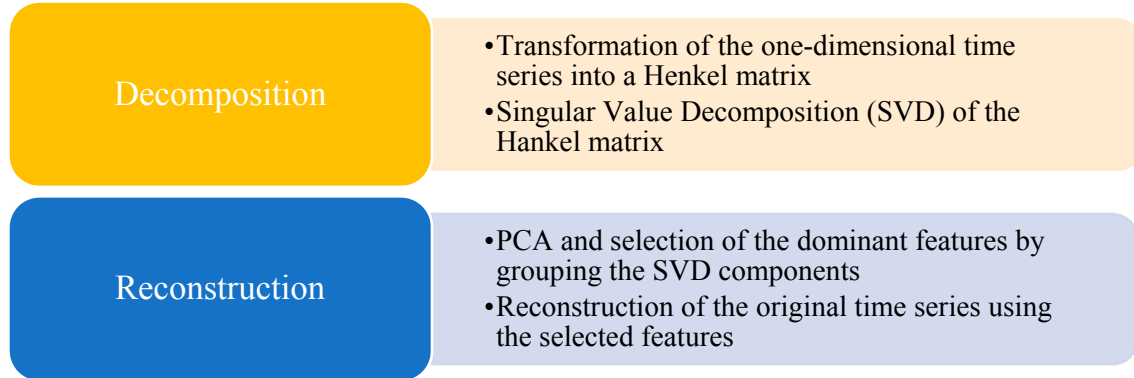 Decomposition
•Transformation of the one-dimensional time
series into a Henkel matrix
•Singular Value Decomposition (SVD) of the
Hankel matrix
Reconstruction
•PCA and selection of the dominant features by
grouping the SVD components
•Reconstruction of the original time series using
the selected features